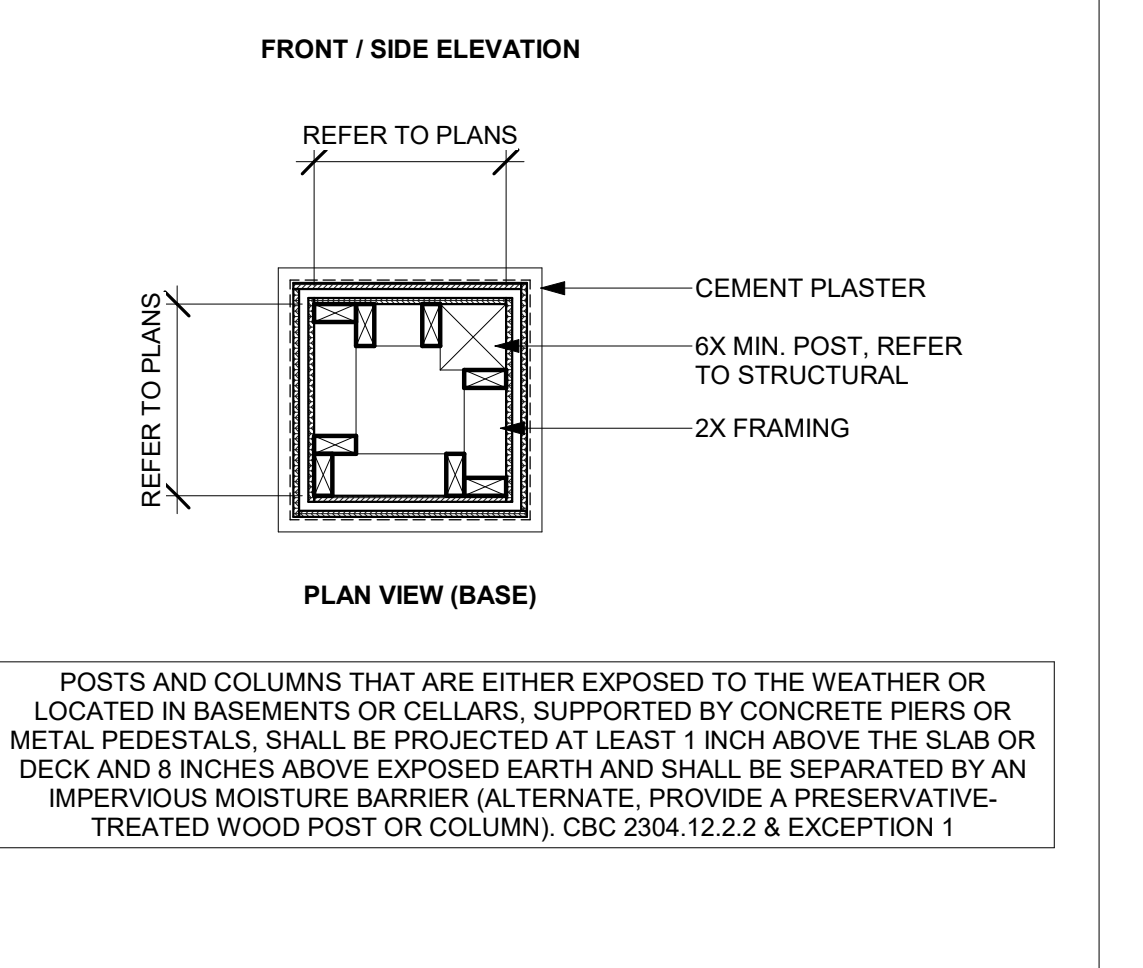 FRONT / SIDE ELEVATION
REFER TO PLANS
REFER TO PLANS
CEMENT PLASTER
6X MIN. POST, REFER
TO STRUCTURAL
2X FRAMING
PLAN VIEW (BASE)
POSTS AND COLUMNS THAT ARE EITHER EXPOSED TO THE WEATHER OR
LOCATED IN BASEMENTS OR CELLARS, SUPPORTED BY CONCRETE PIERS OR
METAL PEDESTALS, SHALL BE PROJECTED AT LEAST 1 INCH ABOVE THE SLAB OR
DECK AND 8 INCHES ABOVE EXPOSED EARTH AND SHALL BE SEPARATED BY AN
IMPERVIOUS MOISTURE BARRIER (ALTERNATE, PROVIDE A PRESERVATIVE-
TREATED WOOD POST OR COLUMN). CBC 2304.12.2.2 & EXCEPTION 1